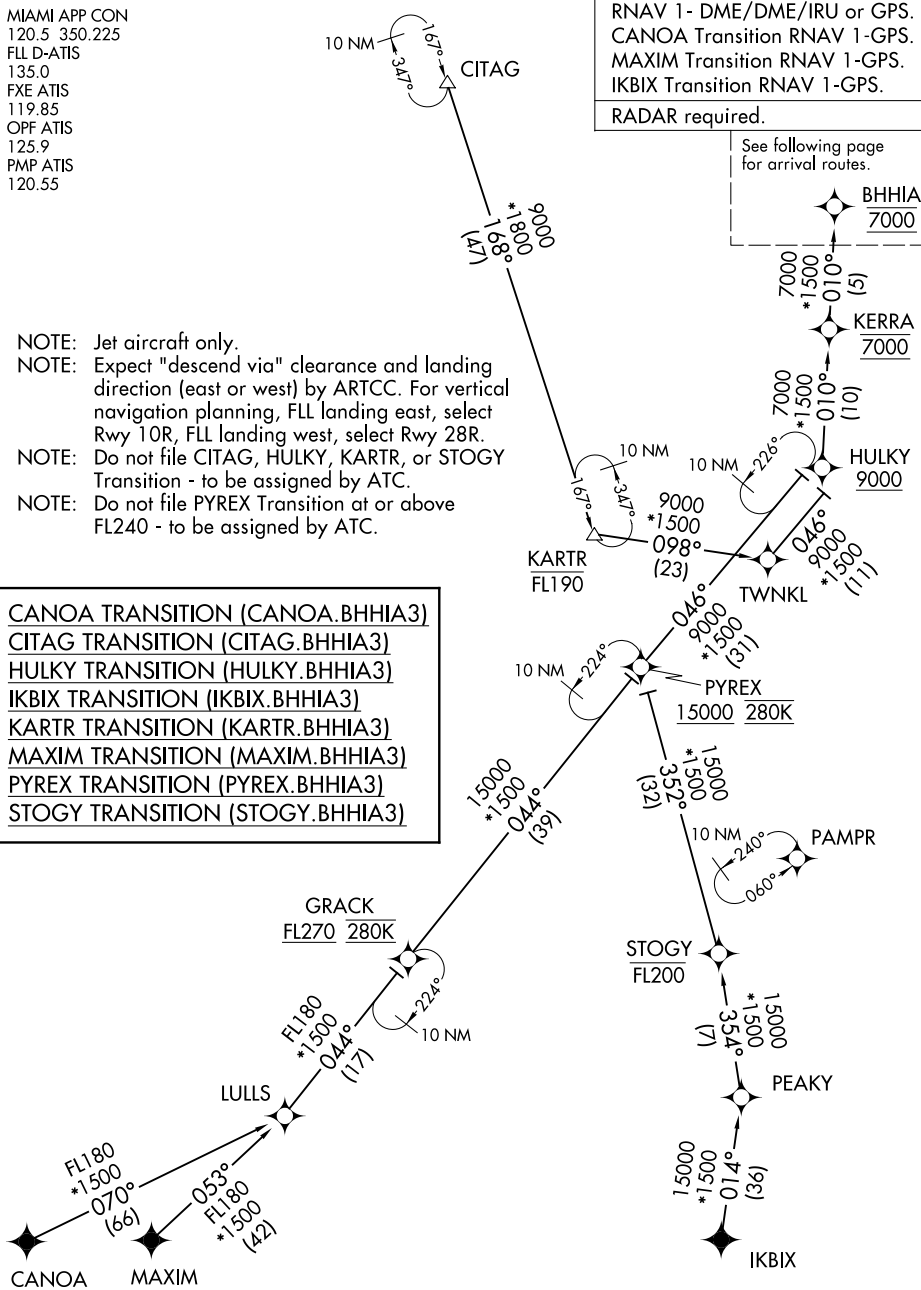 MIAMI APP CON
120.5 350.225
FLL D-ATIS
135.0
FXE ATIS
119.85
OPF ATIS
125.9
PMP ATIS
120.55
RNAV 1- DME/DME/IRU or GPS.
CANOA Transition RNAV 1-GPS.
MAXIM Transition RNAV 1-GPS.
IKBIX Transition RNAV 1-GPS.
RADAR required.
See following page
for arrival routes.
10 NM
167°
347°
CITAG
9000
*1800
168°
(47)
BHHIA
7000
7000
*1500
010°
(5)
KERRA
7000
7000
*1500
010°
(10)
NOTE: Jet aircraft only.
NOTE: Expect "descend via" clearance and landing
direction (east or west) by ARTCC. For vertical
navigation planning, FLL landing east, select
Rwy 10R, FLL landing west, select Rwy 28R.
NOTE: Do not file CITAG, HULKY, KARTR, or STOGY
Transition - to be assigned by ATC.
NOTE: Do not file PYREX Transition at or above
FL240 - to be assigned by ATC.
10 NM
226°
HULKY
9000
10 NM
167°
347°
KARTR
FL190
9000
*1500
098°
(23)
TWNKL
046°
9000
*1500
(11)
046°
9000
*1500
(31)
CANOA TRANSITION (CANOA.BHHIA3)
CITAG TRANSITION (CITAG.BHHIA3)
HULKY TRANSITION (HULKY.BHHIA3)
IKBIX TRANSITION (IKBIX.BHHIA3)
KARTR TRANSITION (KARTR.BHHIA3)
MAXIM TRANSITION (MAXIM.BHHIA3)
PYREX TRANSITION (PYREX.BHHIA3)
STOGY TRANSITION (STOGY.BHHIA3)
10 NM
224°
PYREX
15000 280K
15000
*1500
044°
(39)
15000
*1500
352°
(32)
10 NM
240°
060°
PAMPR
GRACK
FL270 280K
224°
10 NM
STOGY
FL200
FL180
*1500
044°
(17)
15000
*1500
354°
(7)
LULLS
PEAKY
FL180
*1500
070°
(66)
053°
FL180
*1500
(42)
15000
*1500
014°
(36)
CANOA
MAXIM
IKBIX